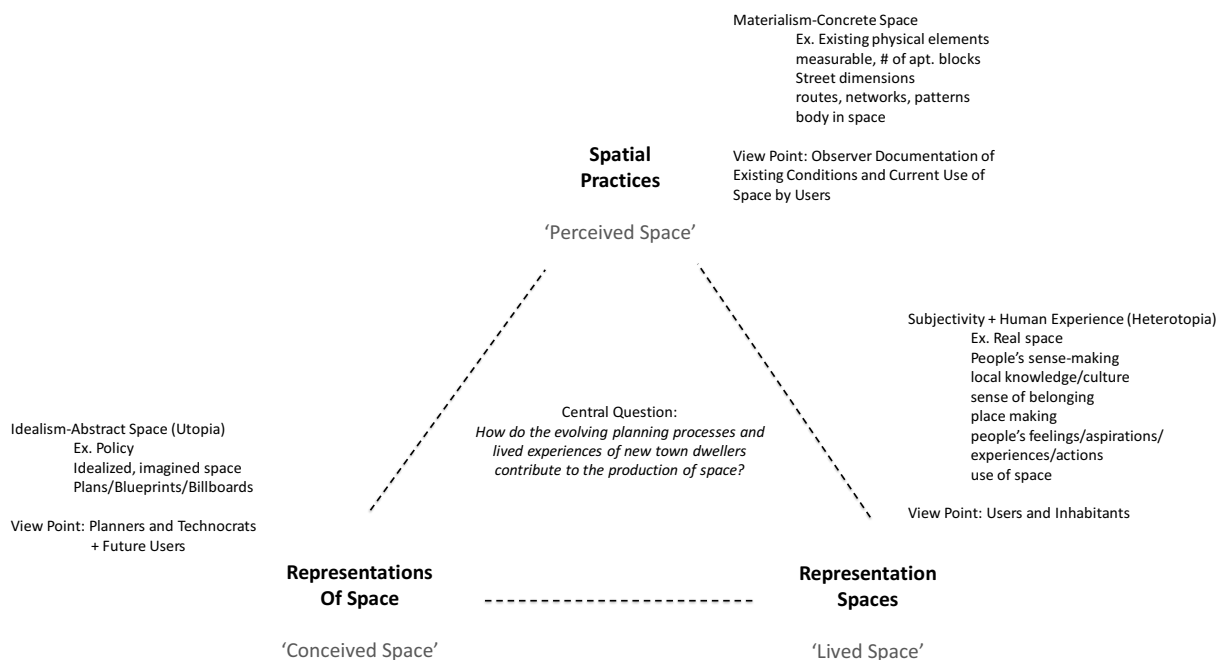 Materialism-Concrete Space
Ex. Existing physical elements
measurable, # of apt. blocks
Street dimensions
routes, networks, patterns
body in space
View Point: Observer Documentation of
Existing Conditions and Current Use of
Space by Users
Spatial
Practices
‘Perceived Space’
Subjectivity + Human Experience (Heterotopia)
Ex. Real space
People’s sense-making
local knowledge/culture
sense of belonging
place making
people’s feelings/aspirations/
experiences/actions
use of space
View Point: Users and Inhabitants
Central Question:
How do the evolving planning processes and
lived experiences of new town dwellers
contribute to the production of space?
Idealism-Abstract Space (Utopia)
Ex. Policy
Idealized, imagined space
Plans/Blueprints/Billboards
View Point: Planners and Technocrats
+ Future Users
Representations
Of Space
‘Conceived Space’
Representation
Spaces
‘Lived Space’